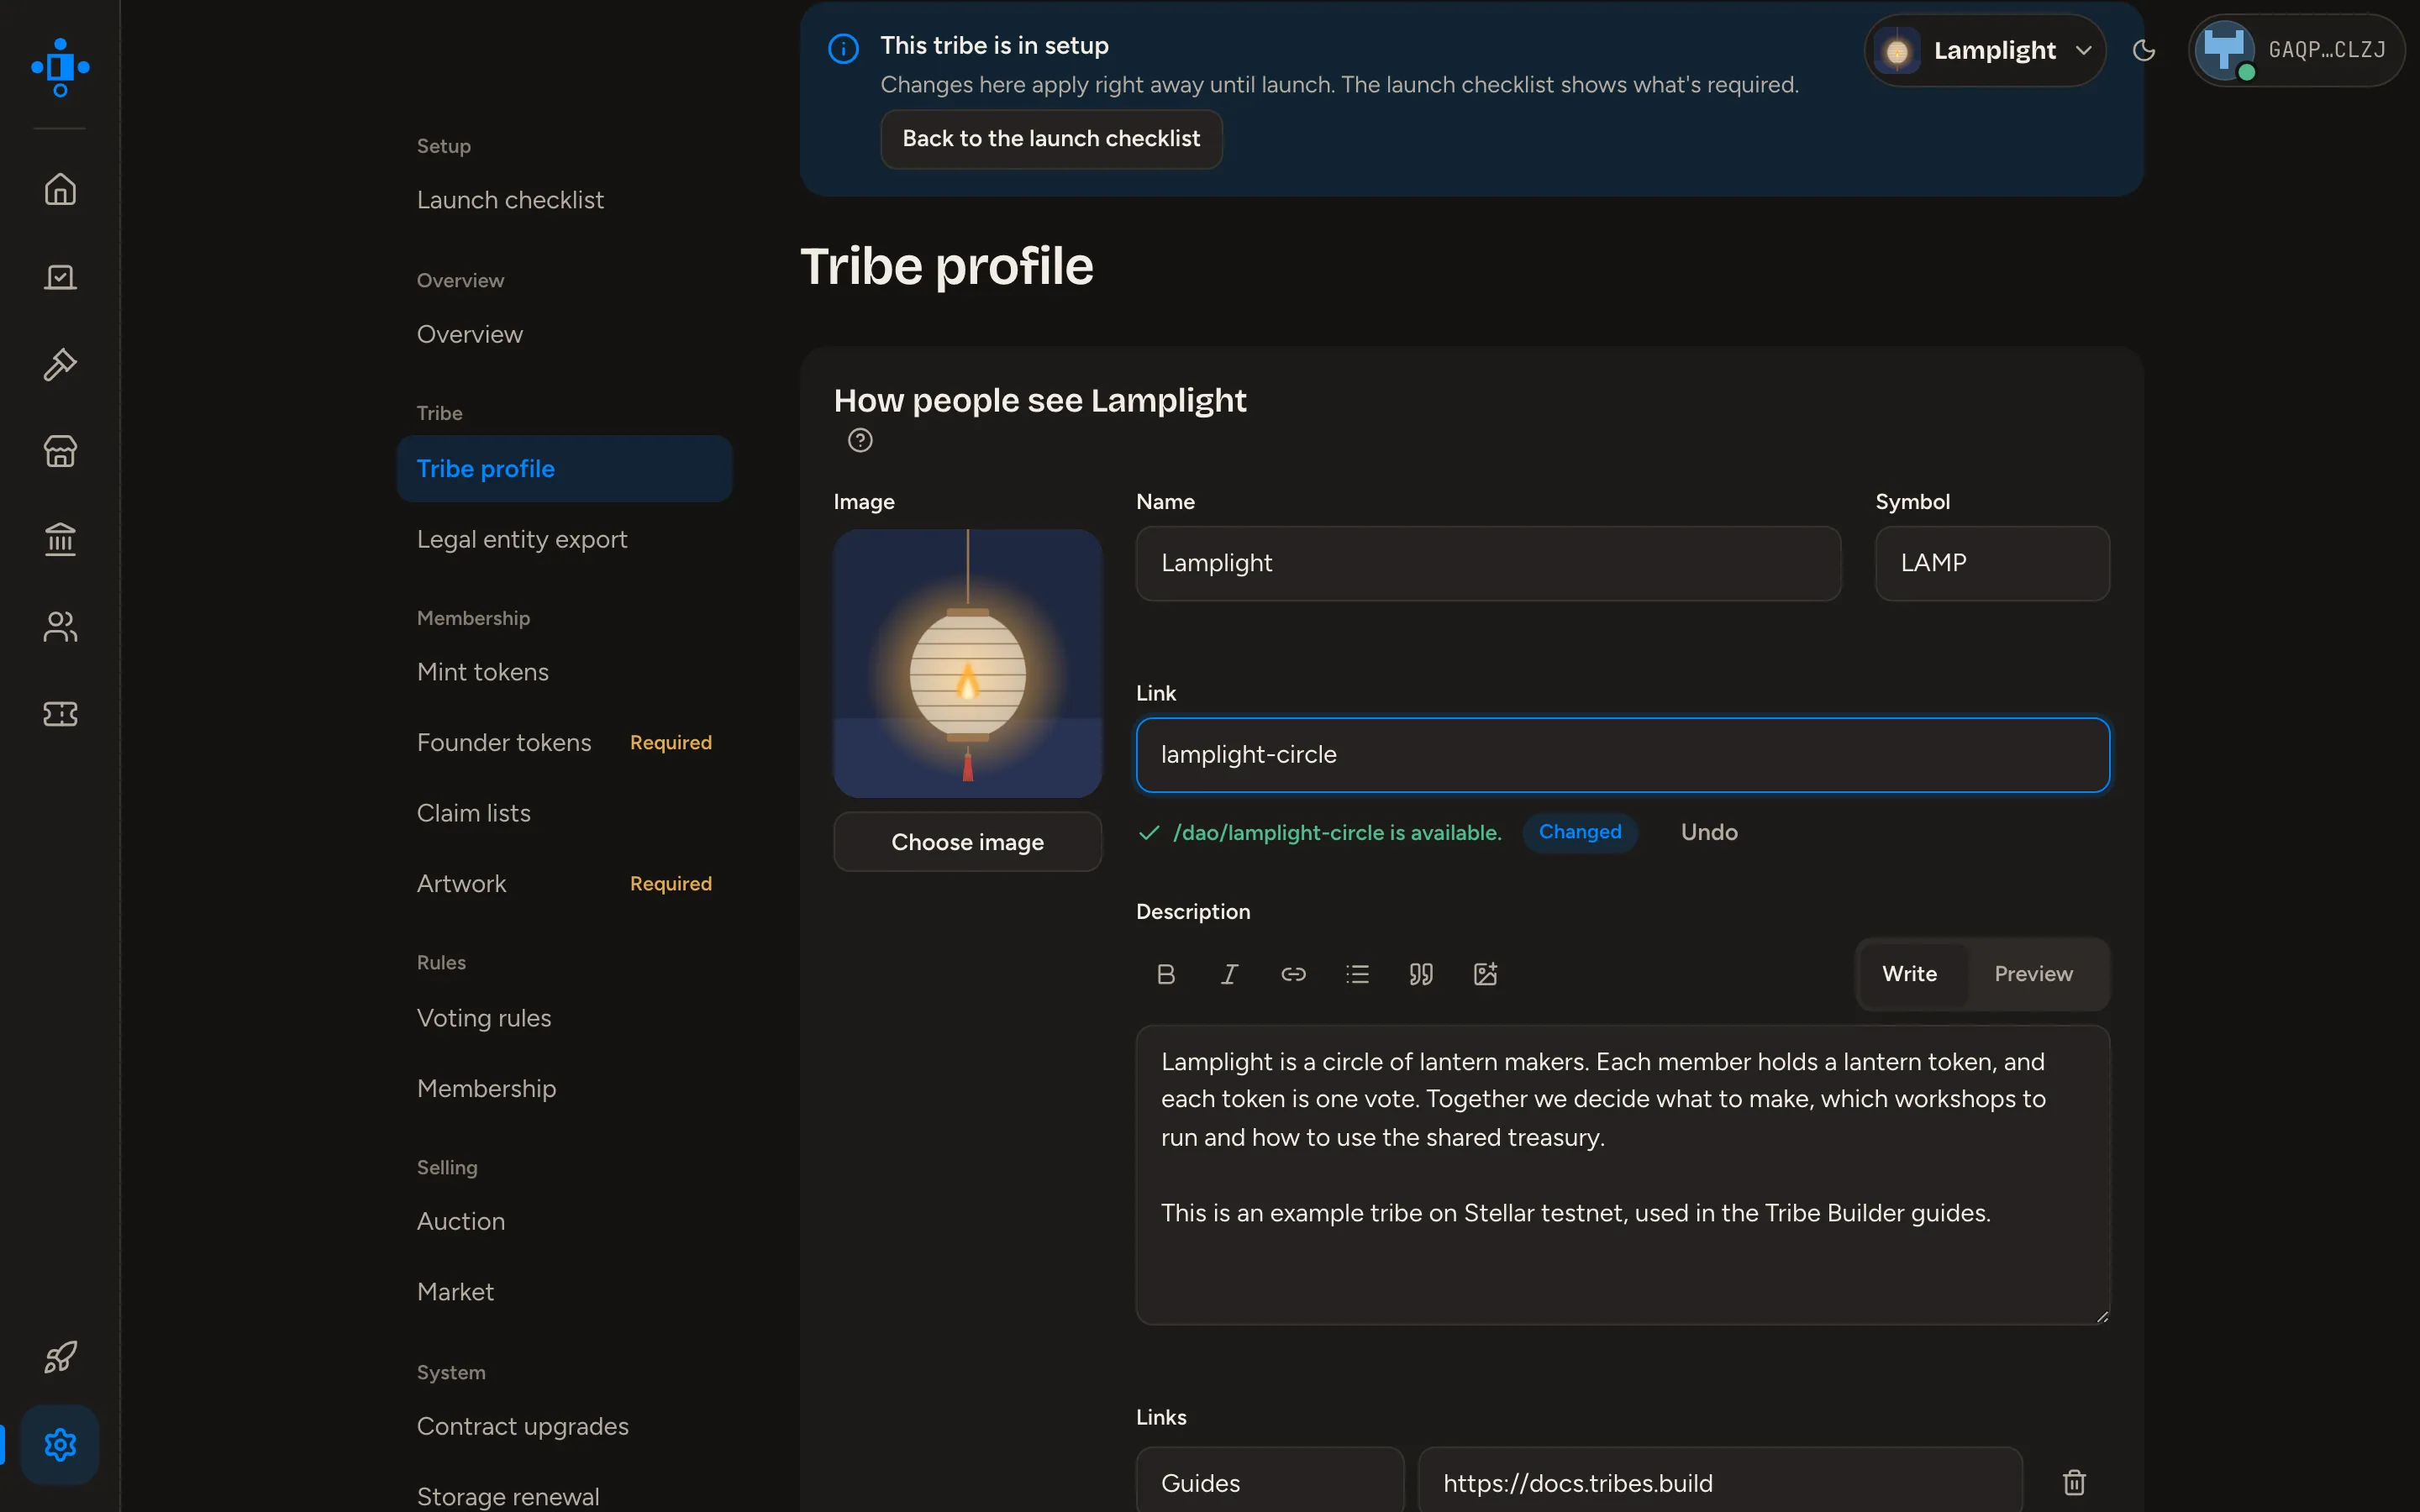 This tribe is in setup
Changes here apply right away until launch. The launch checklist shows what's required.
Back to the launch checklist
Lamplight
GAQP...CLZJ
Setup
Launch checklist
Overview
Overview
Tribe
Tribe profile
Legal entity export
Membership
Mint tokens
Founder tokens Required
Claim lists
Artwork Required
Rules
Voting rules
Membership
Selling
Auction
Market
System
Contract upgrades
Storage renewal
Tribe profile
How people see Lamplight
Image
Choose image
Name
Lamplight
Symbol
LAMP
Link
lamplight-circle
/dao/lamplight-circle is available. Changed Undo
Description
Write Preview
Lamplight is a circle of lantern makers. Each member holds a lantern token, and
each token is one vote. Together we decide what to make, which workshops to
run and how to use the shared treasury.
This is an example tribe on Stellar testnet, used in the Tribe Builder guides.
Links
Guides https://docs.tribes.build